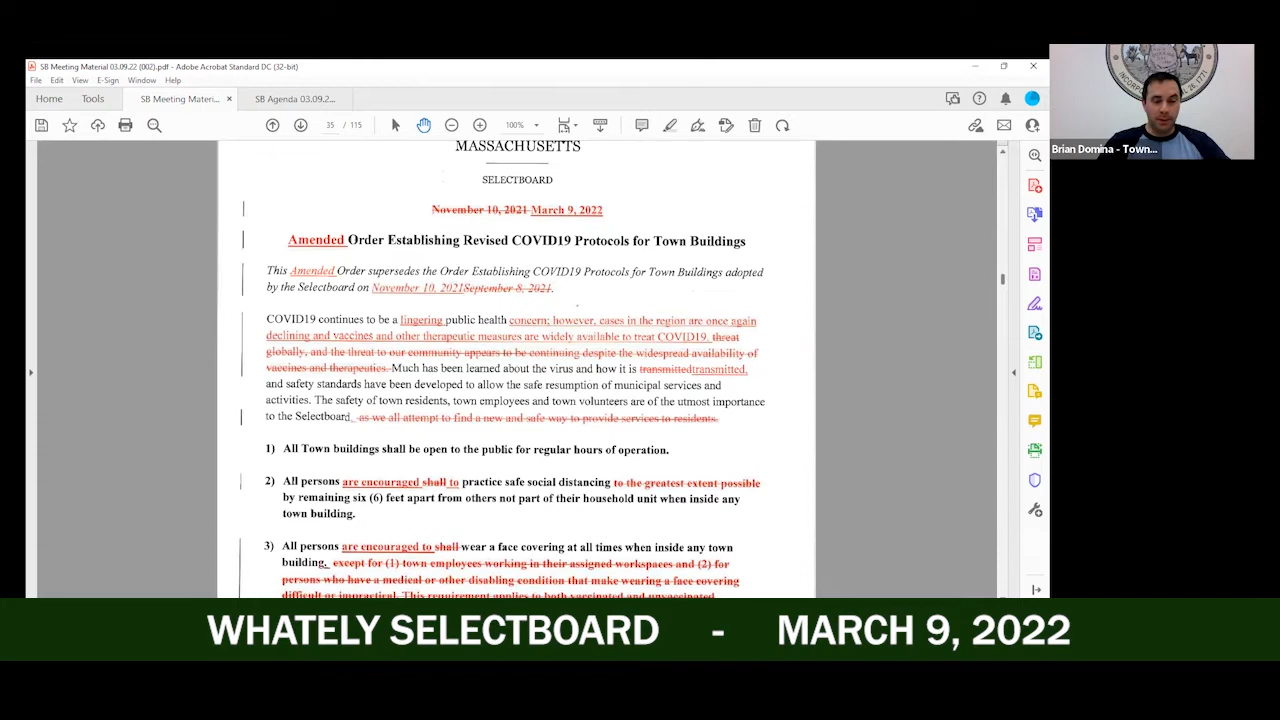 SB Meeting Material 03.09.22 (002).pdf - Adobe Acrobat Standard DC (32-bit)
File Edit View E-Sign Window Help
Home Tools SB Meeting Materi... × SB Agenda 03.09.2...
35 / 115 100%
MASSACHUSETTS
SELECTBOARD
November 10, 2021 March 9, 2022
Amended Order Establishing Revised COVID19 Protocols for Town Buildings
This Amended Order supersedes the Order Establishing COVID19 Protocols for Town Buildings adopted
by the Selectboard on November 10, 2021September 8, 2021.
COVID19 continues to be a lingering public health concern; however, cases in the region are once again
declining and vaccines and other therapeutic measures are widely available to treat COVID19. threat
globally, and the threat to our community appears to be continuing despite the widespread availability of
vaccines and therapeutics. Much has been learned about the virus and how it is transmittedtransmitted,
and safety standards have been developed to allow the safe resumption of municipal services and
activities. The safety of town residents, town employees and town volunteers are of the utmost importance
to the Selectboard. as we all attempt to find a new and safe way to provide services to residents.
1) All Town buildings shall be open to the public for regular hours of operation.
2) All persons are encouraged shall to practice safe social distancing to the greatest extent possible
by remaining six (6) feet apart from others not part of their household unit when inside any
town building.
3) All persons are encouraged to shall wear a face covering at all times when inside any town
building. except for (1) town employees working in their assigned workspaces and (2) for
persons who have a medical or other disabling condition that make wearing a face covering
difficult or impractical. This requirement applies to both vaccinated and unvaccinated
Brian Domina - Town...
WHATELY SELECTBOARD - MARCH 9, 2022